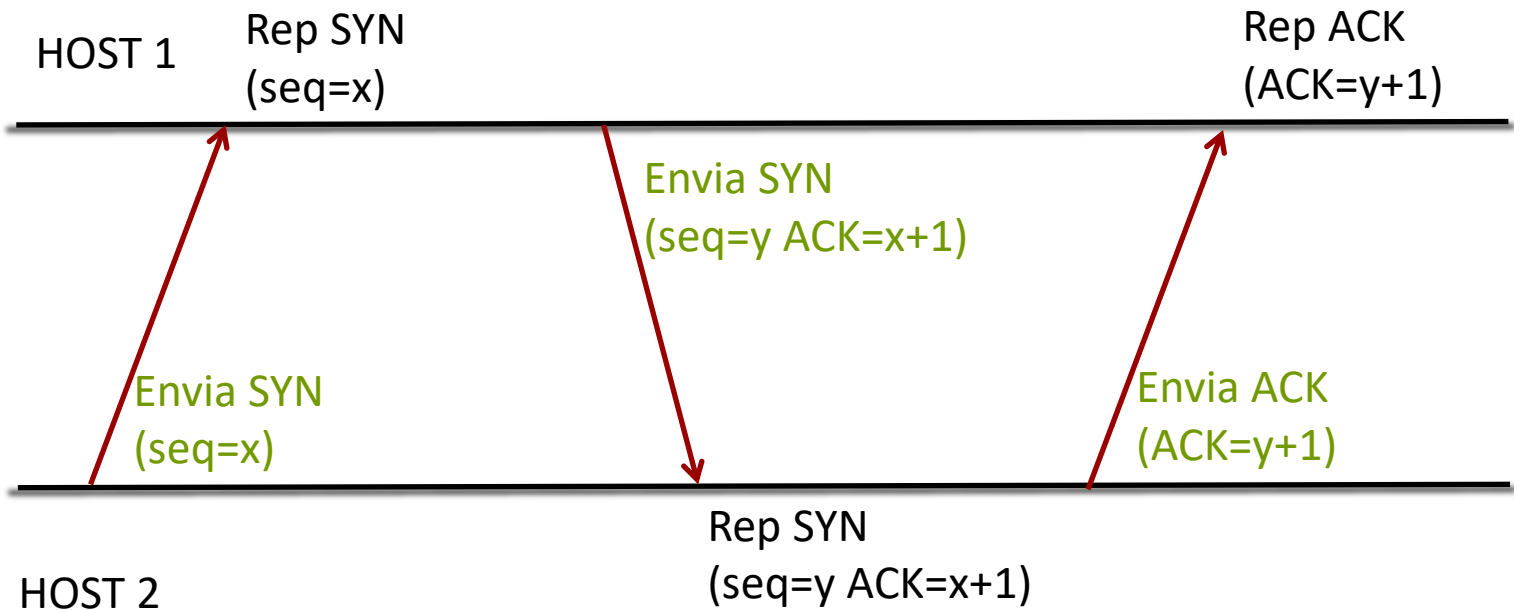 HOST 1
Rep SYN
(seq=x)
Rep ACK
(ACK=y+1)
Envia SYN
(seq=y ACK=x+1)
Envia SYN
(seq=x)
Envia ACK
(ACK=y+1)
Rep SYN
(seq=y ACK=x+1)
HOST 2